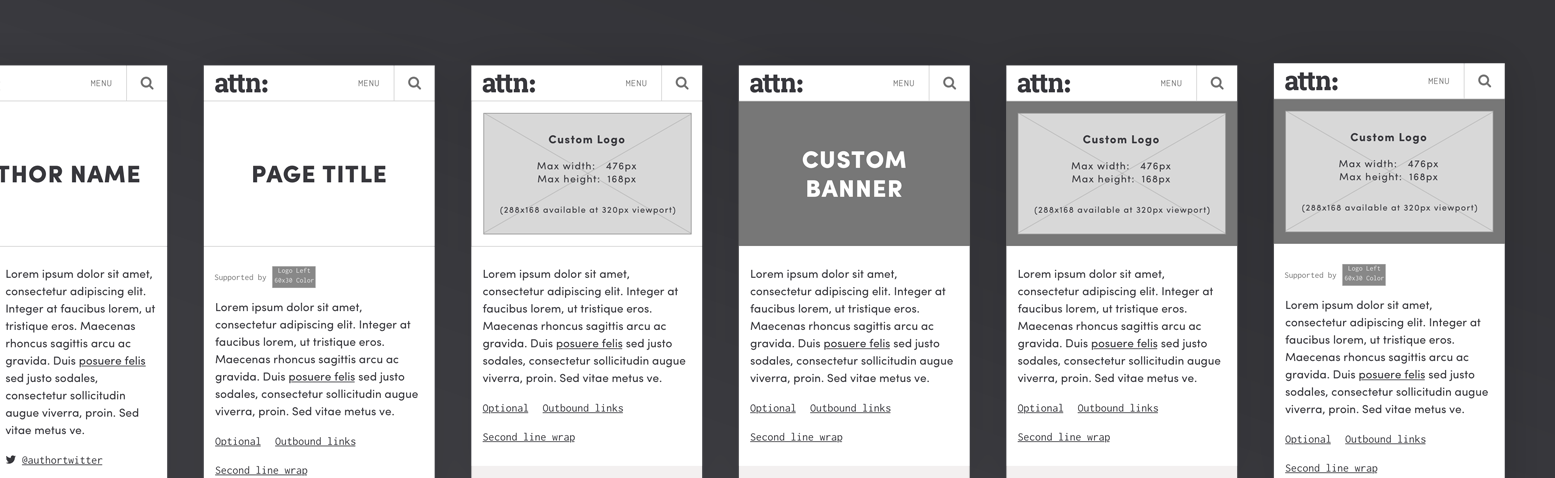 MENU
THOR NAME
Lorem ipsum dolor sit amet,
consectetur adipiscing elit.
Integer at faucibus lorem, ut
tristique eros. Maecenas
rhoncus sagittis arcu ac
gravida. Duis posuere felis
sed justo sodales,
consectetur sollicitudin
augue viverra, proin. Sed
vitae metus ve.
@authortwitter
attn:
MENU
PAGE TITLE
Supported by
Logo Left
60x30 Color
Lorem ipsum dolor sit amet,
consectetur adipiscing elit. Integer at
faucibus lorem, ut tristique eros.
Maecenas rhoncus sagittis arcu ac
gravida. Duis posuere felis sed justo
sodales, consectetur sollicitudin augue
viverra, proin. Sed vitae metus ve.
Optional Outbound links
Second line wrap
attn:
MENU
Custom Logo
Max width: 476px
Max height: 168px
(288x168 available at 320px viewport)
Lorem ipsum dolor sit amet,
consectetur adipiscing elit. Integer at
faucibus lorem, ut tristique eros.
Maecenas rhoncus sagittis arcu ac
gravida. Duis posuere felis sed justo
sodales, consectetur sollicitudin augue
viverra, proin. Sed vitae metus ve.
Optional Outbound links
Second line wrap
attn:
MENU
CUSTOM
BANNER
Lorem ipsum dolor sit amet,
consectetur adipiscing elit. Integer at
faucibus lorem, ut tristique eros.
Maecenas rhoncus sagittis arcu ac
gravida. Duis posuere felis sed justo
sodales, consectetur sollicitudin augue
viverra, proin. Sed vitae metus ve.
Optional Outbound links
Second line wrap
attn:
MENU
Custom Logo
Max width: 476px
Max height: 168px
(288x168 available at 320px viewport)
Lorem ipsum dolor sit amet,
consectetur adipiscing elit. Integer at
faucibus lorem, ut tristique eros.
Maecenas rhoncus sagittis arcu ac
gravida. Duis posuere felis sed justo
sodales, consectetur sollicitudin augue
viverra, proin. Sed vitae metus ve.
Optional Outbound links
Second line wrap
attn:
MENU
Custom Logo
Max width: 476px
Max height: 168px
(288x168 available at 320px viewport)
Supported by
Logo Left
60x30 Color
Lorem ipsum dolor sit amet,
consectetur adipiscing elit. Integer at
faucibus lorem, ut tristique eros.
Maecenas rhoncus sagittis arcu ac
gravida. Duis posuere felis sed justo
sodales, consectetur sollicitudin augue
viverra, proin. Sed vitae metus ve.
Optional Outbound links
Second line wrap